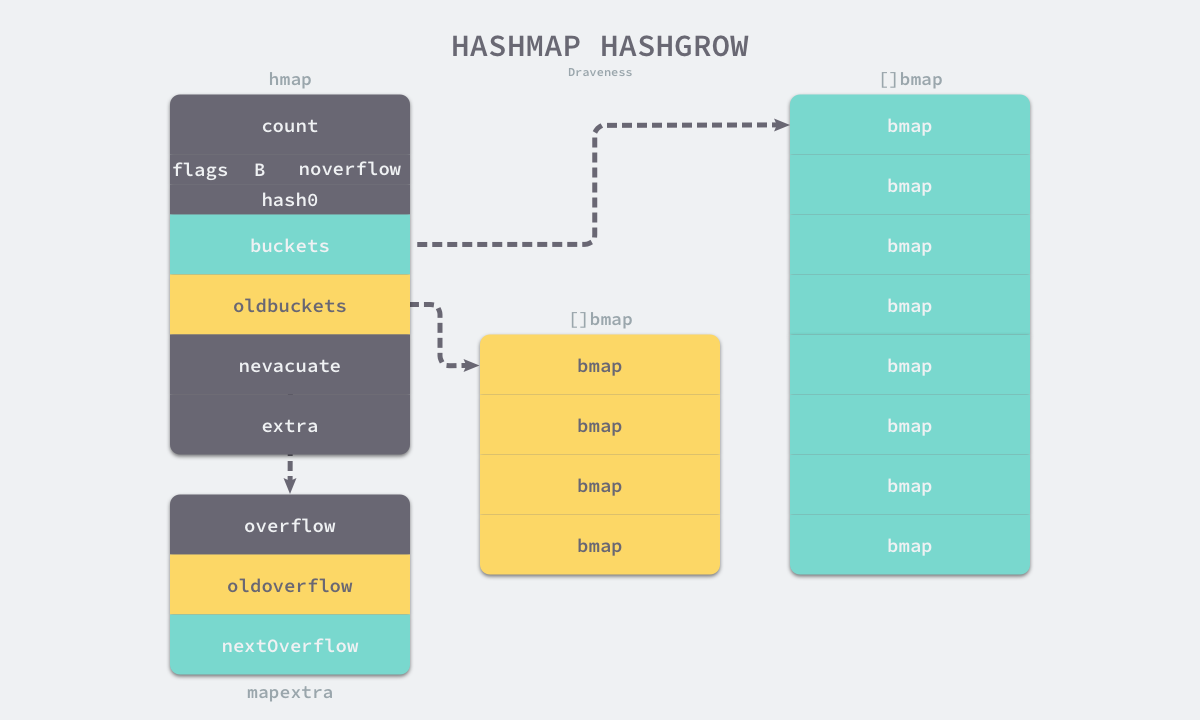 HASHMAP HASHGROW
Draveness
hmap
count
flags B noverflow
hash0
buckets
oldbuckets
nevacuate
extra
overflow
oldoverflow
nextOverflow
mapextra
[]bmap
bmap
bmap
bmap
bmap
[]bmap
bmap
bmap
bmap
bmap
bmap
bmap
bmap
bmap